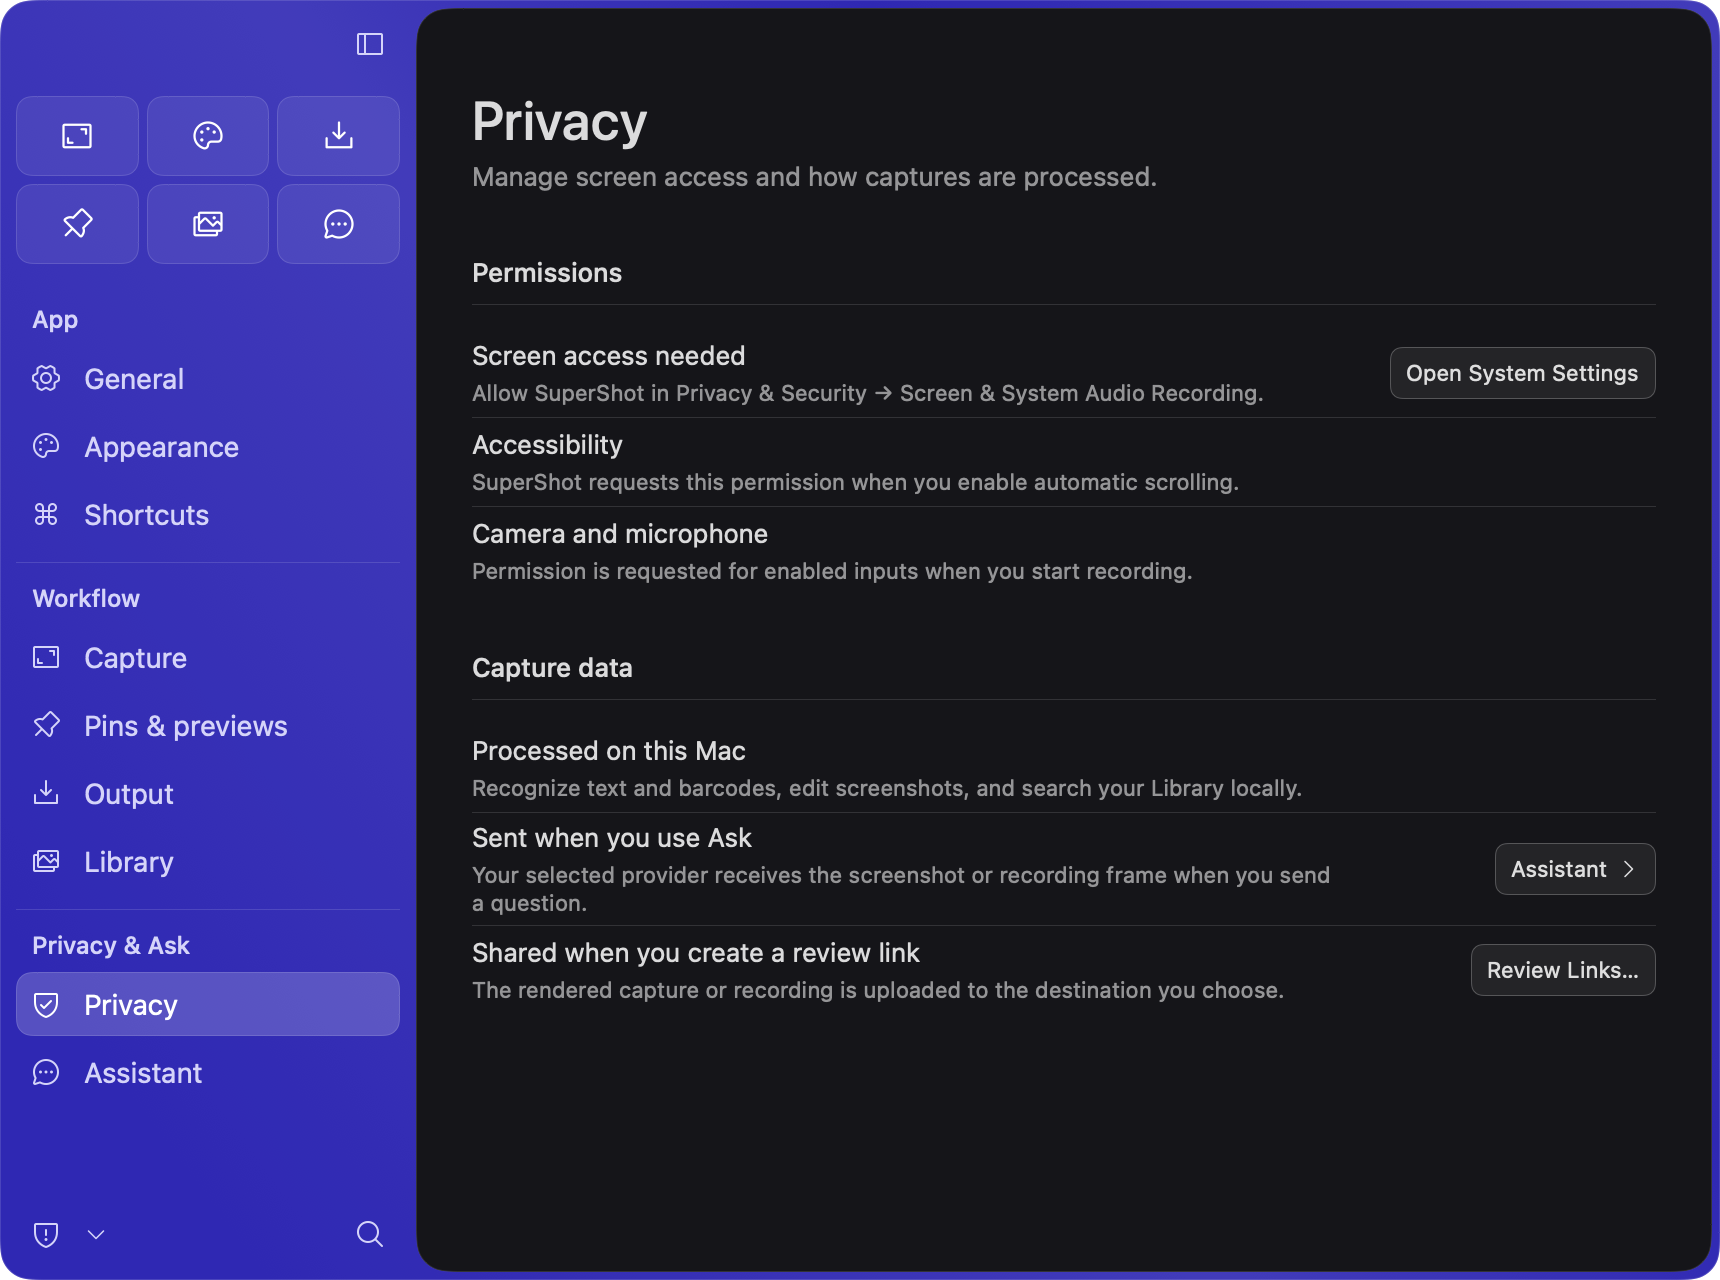 App
General
Appearance
Shortcuts
Workflow
Capture
Pins & previews
Output
Library
Privacy & Ask
Privacy
Assistant
Privacy
Manage screen access and how captures are processed.
Permissions
Screen access needed
Allow SuperShot in Privacy & Security → Screen & System Audio Recording.
Open System Settings
Accessibility
SuperShot requests this permission when you enable automatic scrolling.
Camera and microphone
Permission is requested for enabled inputs when you start recording.
Capture data
Processed on this Mac
Recognize text and barcodes, edit screenshots, and search your Library locally.
Sent when you use Ask
Your selected provider receives the screenshot or recording frame when you send
a question.
Assistant
Shared when you create a review link
The rendered capture or recording is uploaded to the destination you choose.
Review Links...